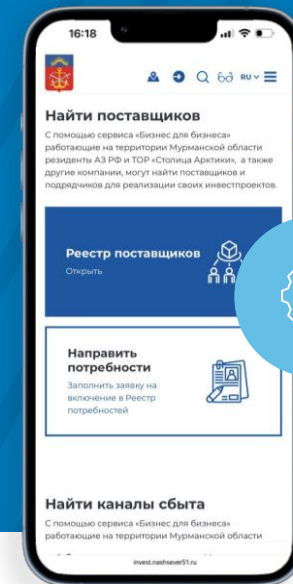 16:18
RU
Найти поставщиков
С помощью сервиса «Бизнес для бизнеса»
работающие на территории Мурманской области
резиденты АЗ РФ и ТОР «Столица Арктики», а также
другие компании, могут найти поставщиков и
подрядчиков для реализации своих инвестпроектов.
Реестр поставщиков
Открыть
Направить
потребности
Заполнить заявку на
включение в Реестр
потребностей
Найти каналы сбыта
С помощью сервиса «Бизнес для бизнеса»
работающие на территории Мурманской области
invest.nashsever51.ru